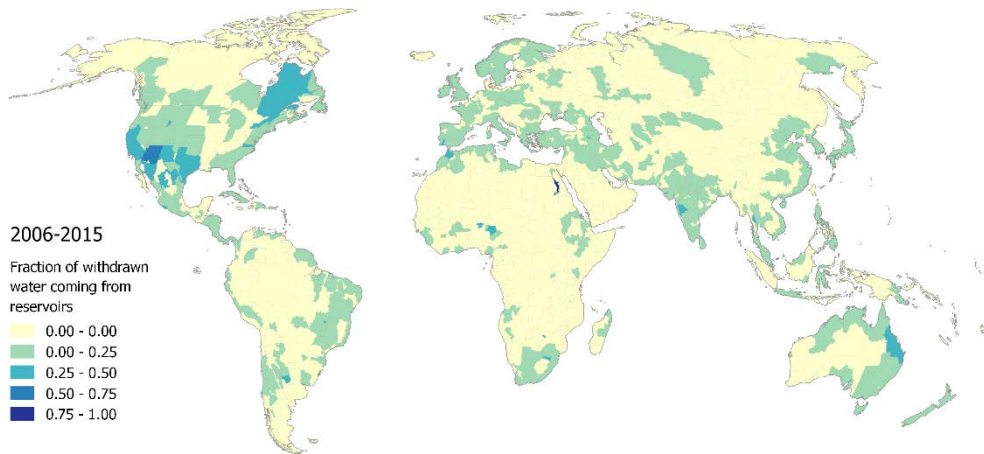 2006-2015
Fraction of withdrawn
water coming from
reservoirs
0.00 - 0.00
0.00 - 0.25
0.25 - 0.50
0.50 - 0.75
0.75 - 1.00